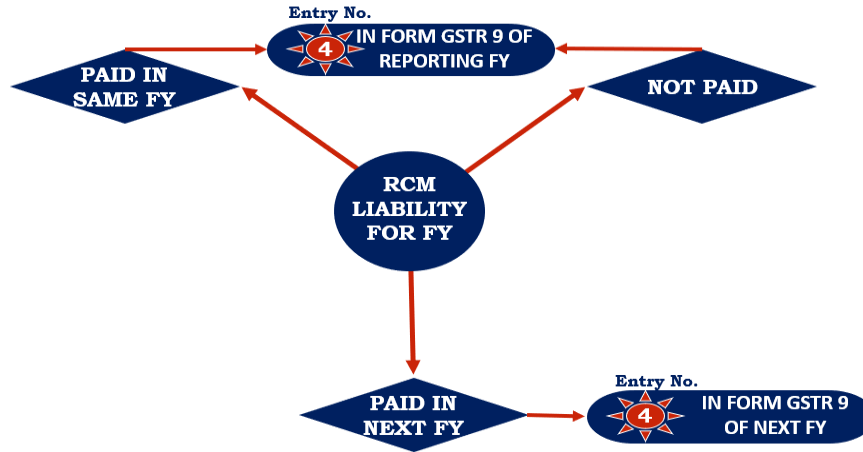 Entry No.
4
IN FORM GSTR 9 OF
REPORTING FY
PAID IN
SAME FY
NOT PAID
RCM
LIABILITY
FOR FY
PAID IN
NEXT FY
Entry No.
4
IN FORM GSTR 9
OF NEXT FY